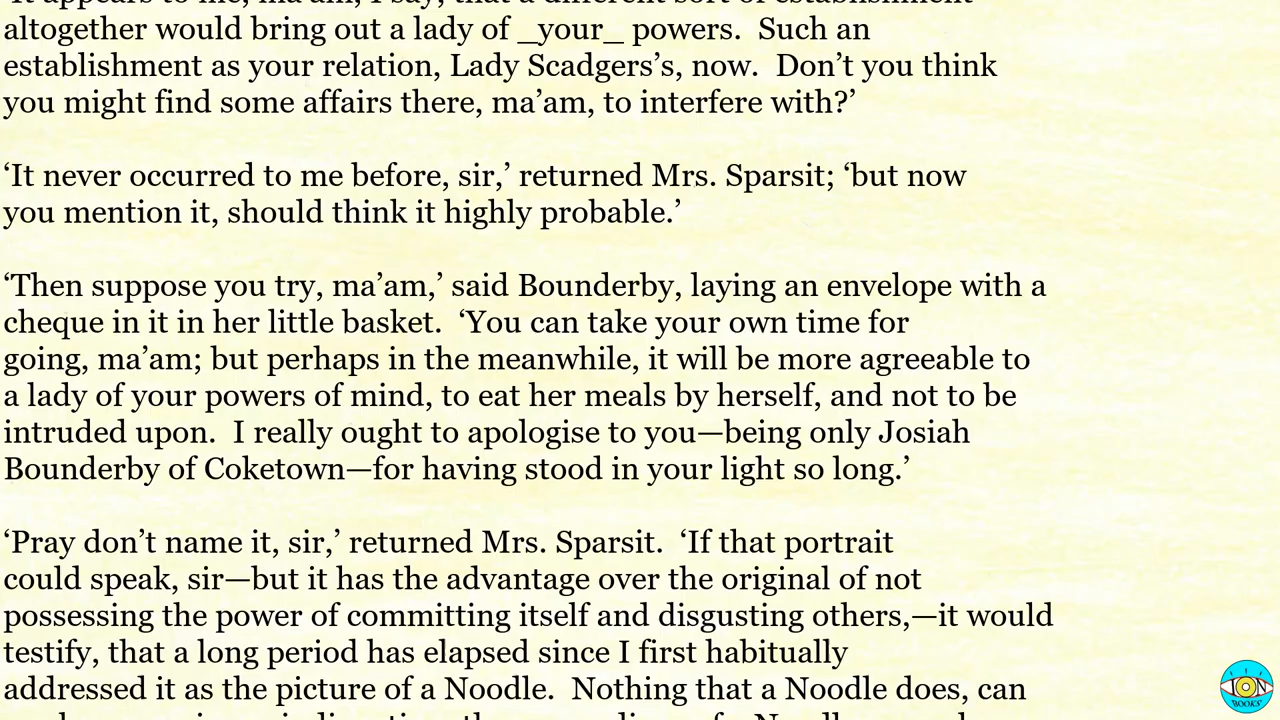 altogether would bring out a lady of _your_ powers.  Such an
establishment as your relation, Lady Scadgers’s, now.  Don’t you think
you might find some affairs there, ma’am, to interfere with?’
‘It never occurred to me before, sir,’ returned Mrs. Sparsit; ‘but now
you mention it, should think it highly probable.’
‘Then suppose you try, ma’am,’ said Bounderby, laying an envelope with a
cheque in it in her little basket.  ‘You can take your own time for
going, ma’am; but perhaps in the meanwhile, it will be more agreeable to
a lady of your powers of mind, to eat her meals by herself, and not to be
intruded upon.  I really ought to apologise to you—being only Josiah
Bounderby of Coketown—for having stood in your light so long.’
‘Pray don’t name it, sir,’ returned Mrs. Sparsit.  ‘If that portrait
could speak, sir—but it has the advantage over the original of not
possessing the power of committing itself and disgusting others,—it would
testify, that a long period has elapsed since I first habitually
addressed it as the picture of a Noodle.  Nothing that a Noodle does, can
ION
BOOKS